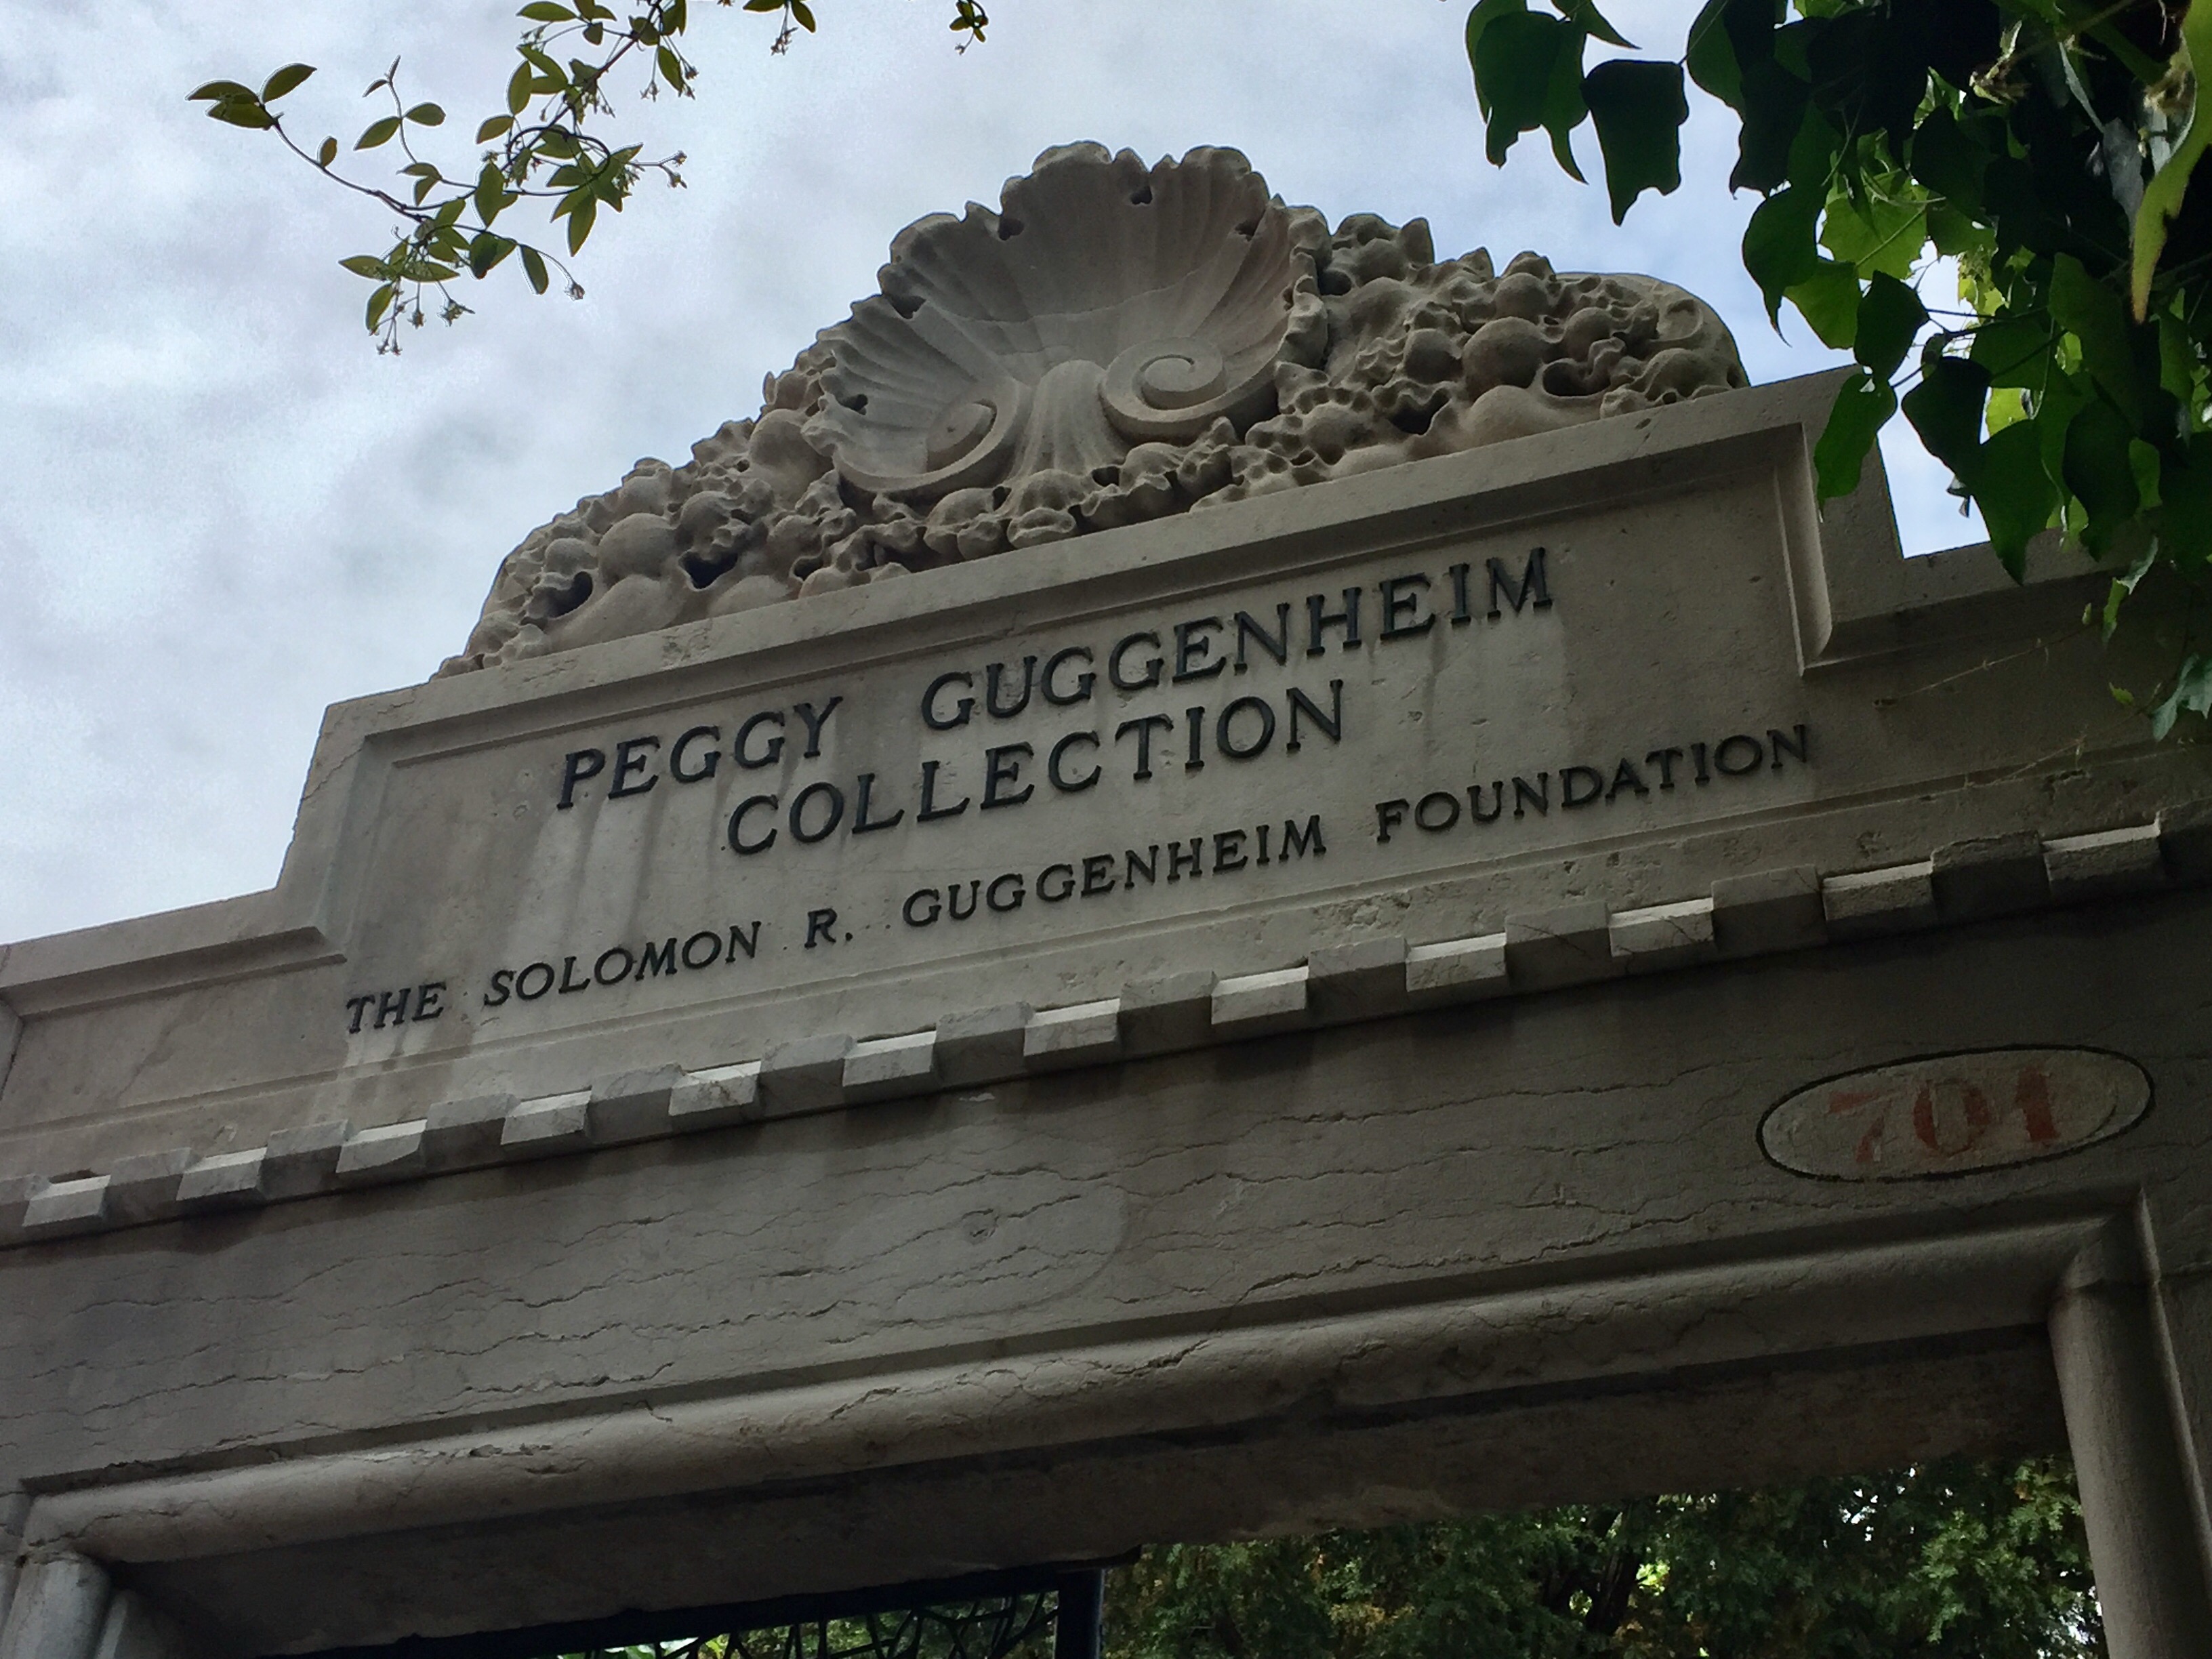 PEGGY GUGGENHEIM
COLLECTION
THE SOLOMON R. GUGGENHEIM FOUNDATION
701